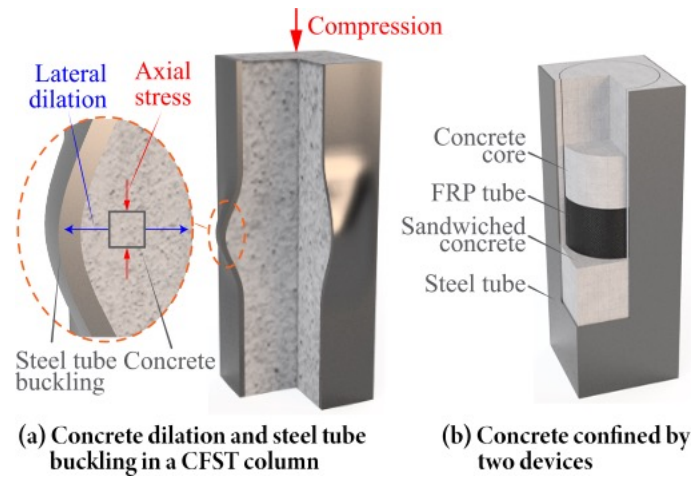 Compression
Lateral
dilation
Axial
stress
Steel tube
buckling
Concrete
Concrete
core
FRP tube
Sandwiched
concrete
Steel tube
(a) Concrete dilation and steel tube
buckling in a CFST column
(b) Concrete confined by
two devices